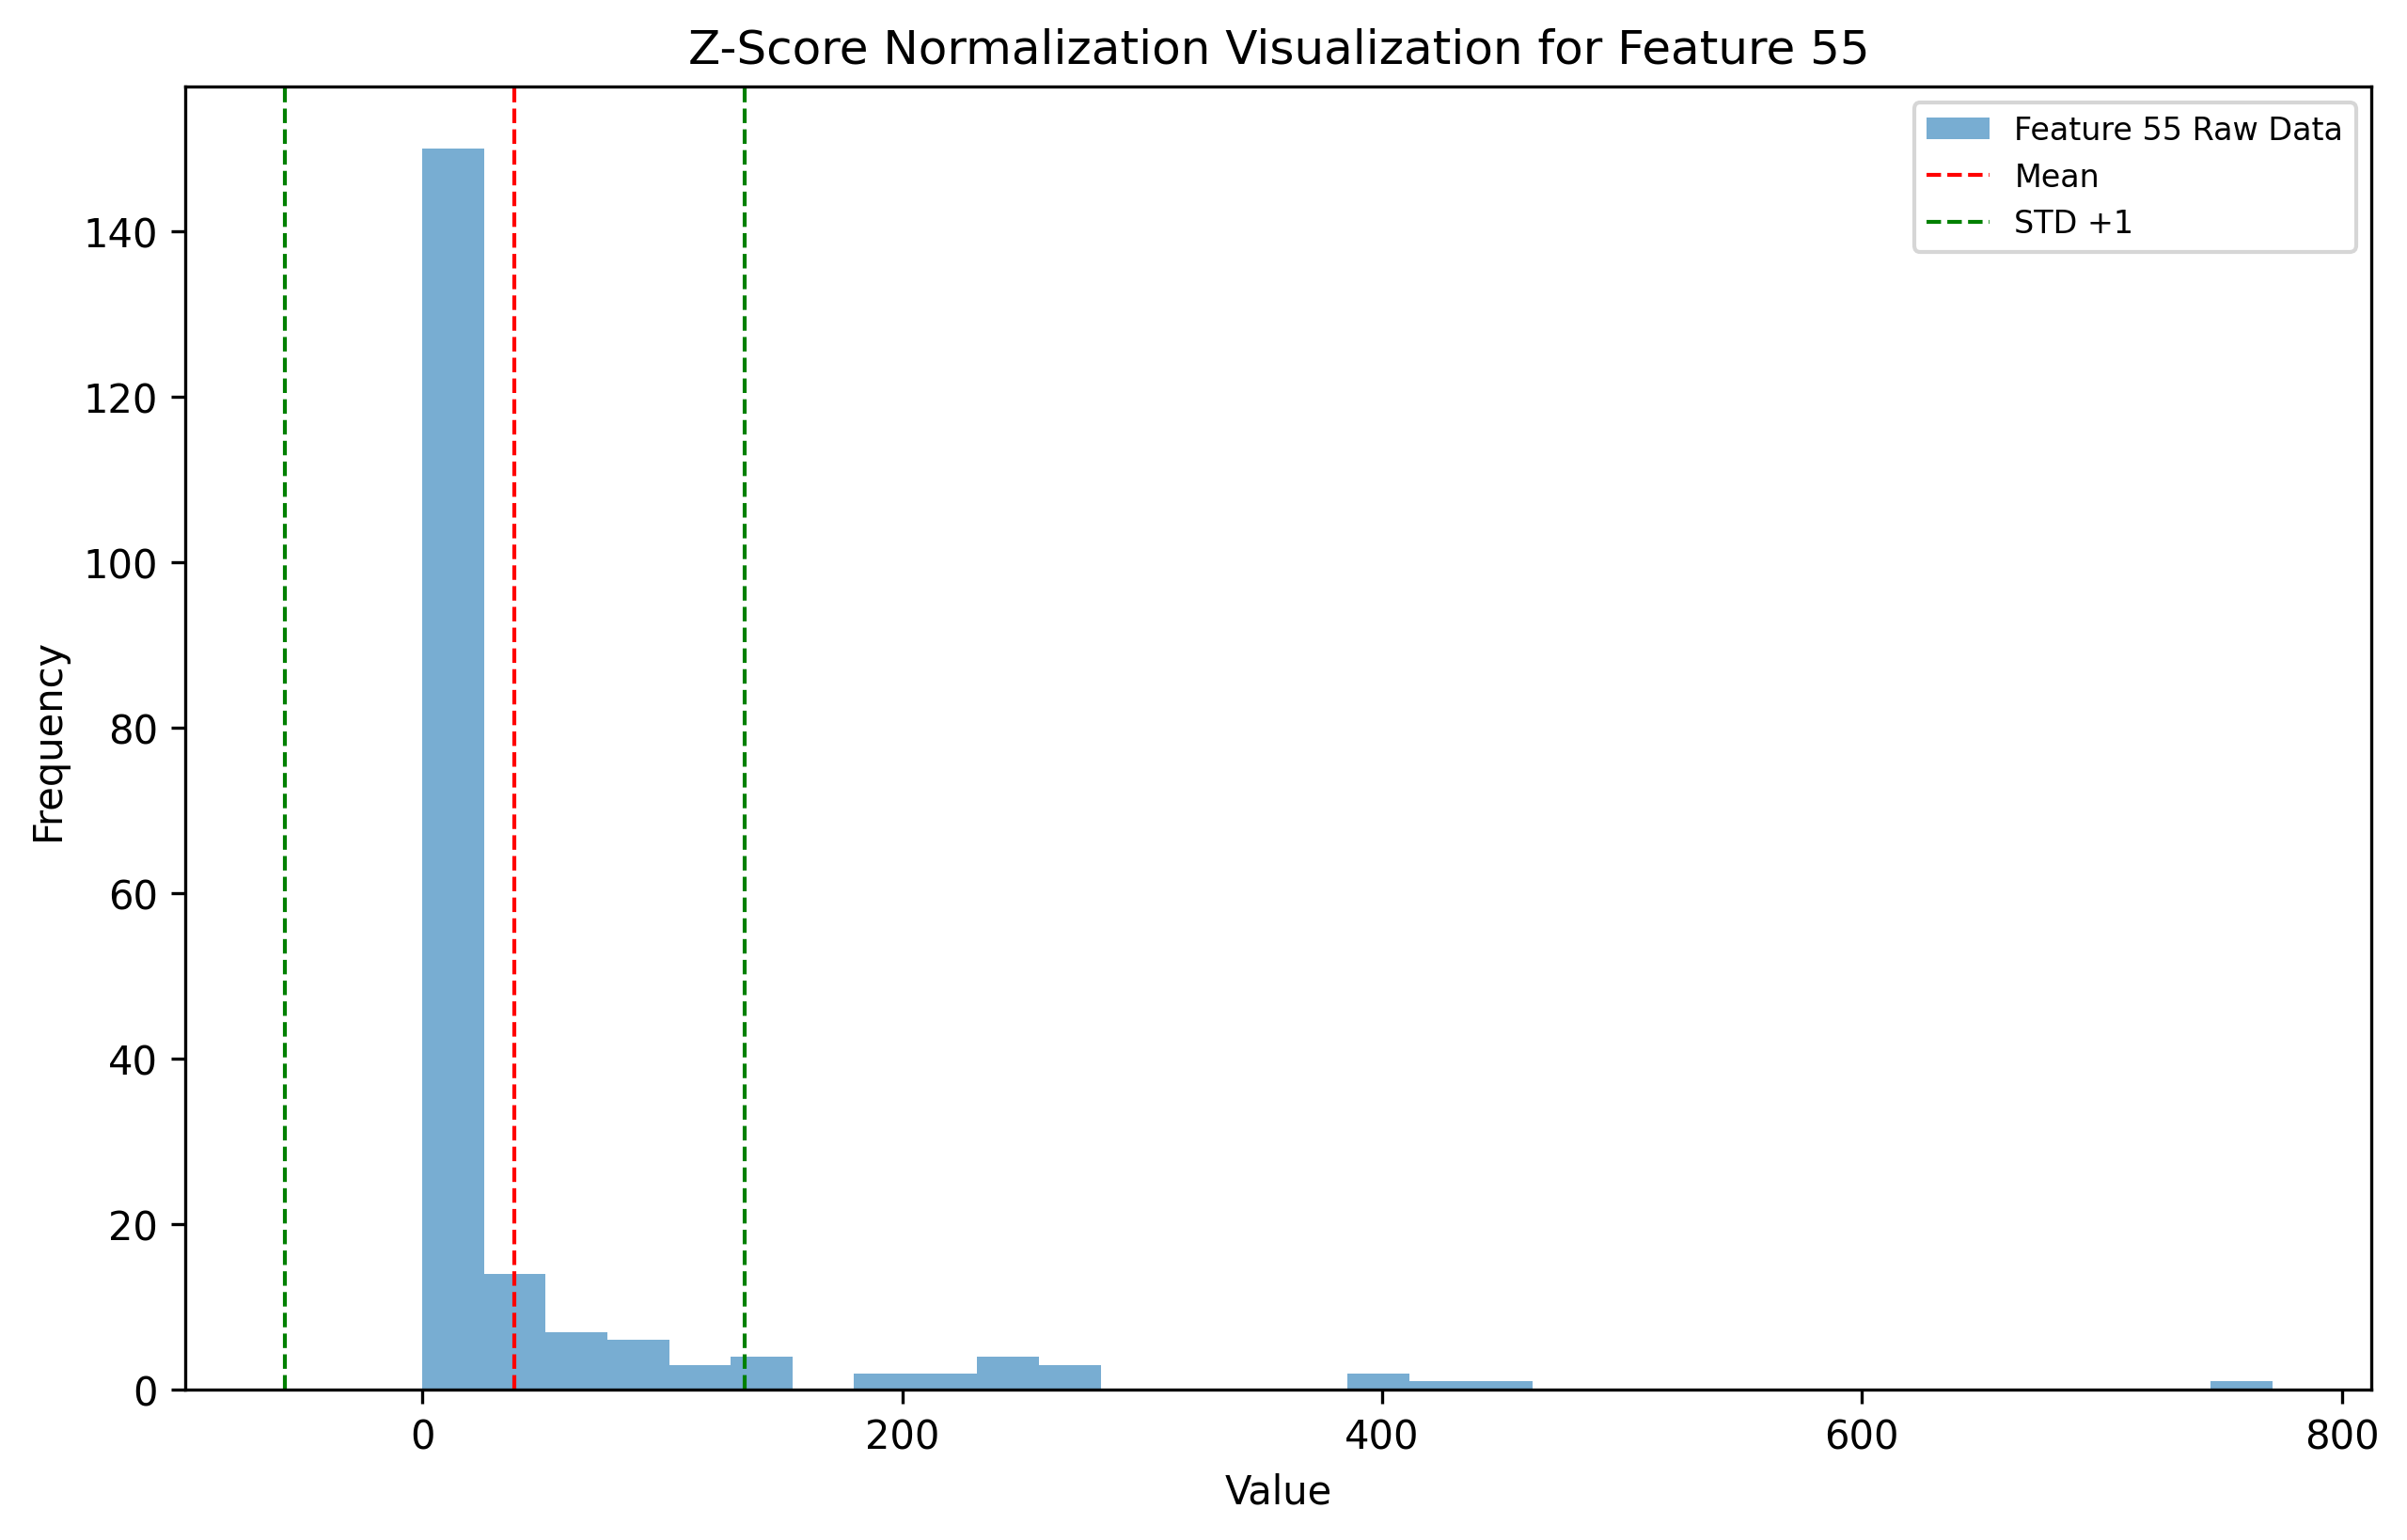 Z-Score Normalization Visualization for Feature 55
Feature 55 Raw Data
Mean
STD +1
Frequency
140
120
100
80
60
40
20
0
0 200 400 600 800
Value